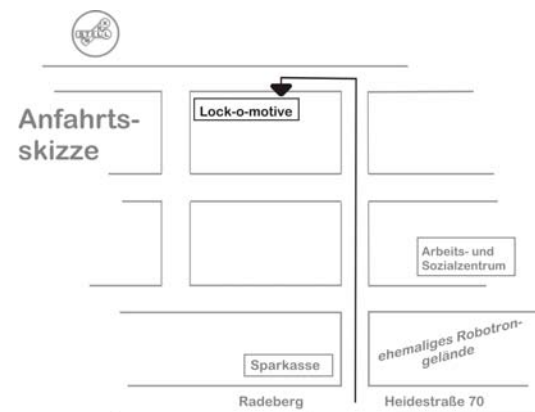 Lock-o-motive
Anfahrts-
skizze
Arbeits- und
Sozialzentrum
ehemaliges Robotron-
gelände
Sparkasse
Radeberg
Heidestraße 70